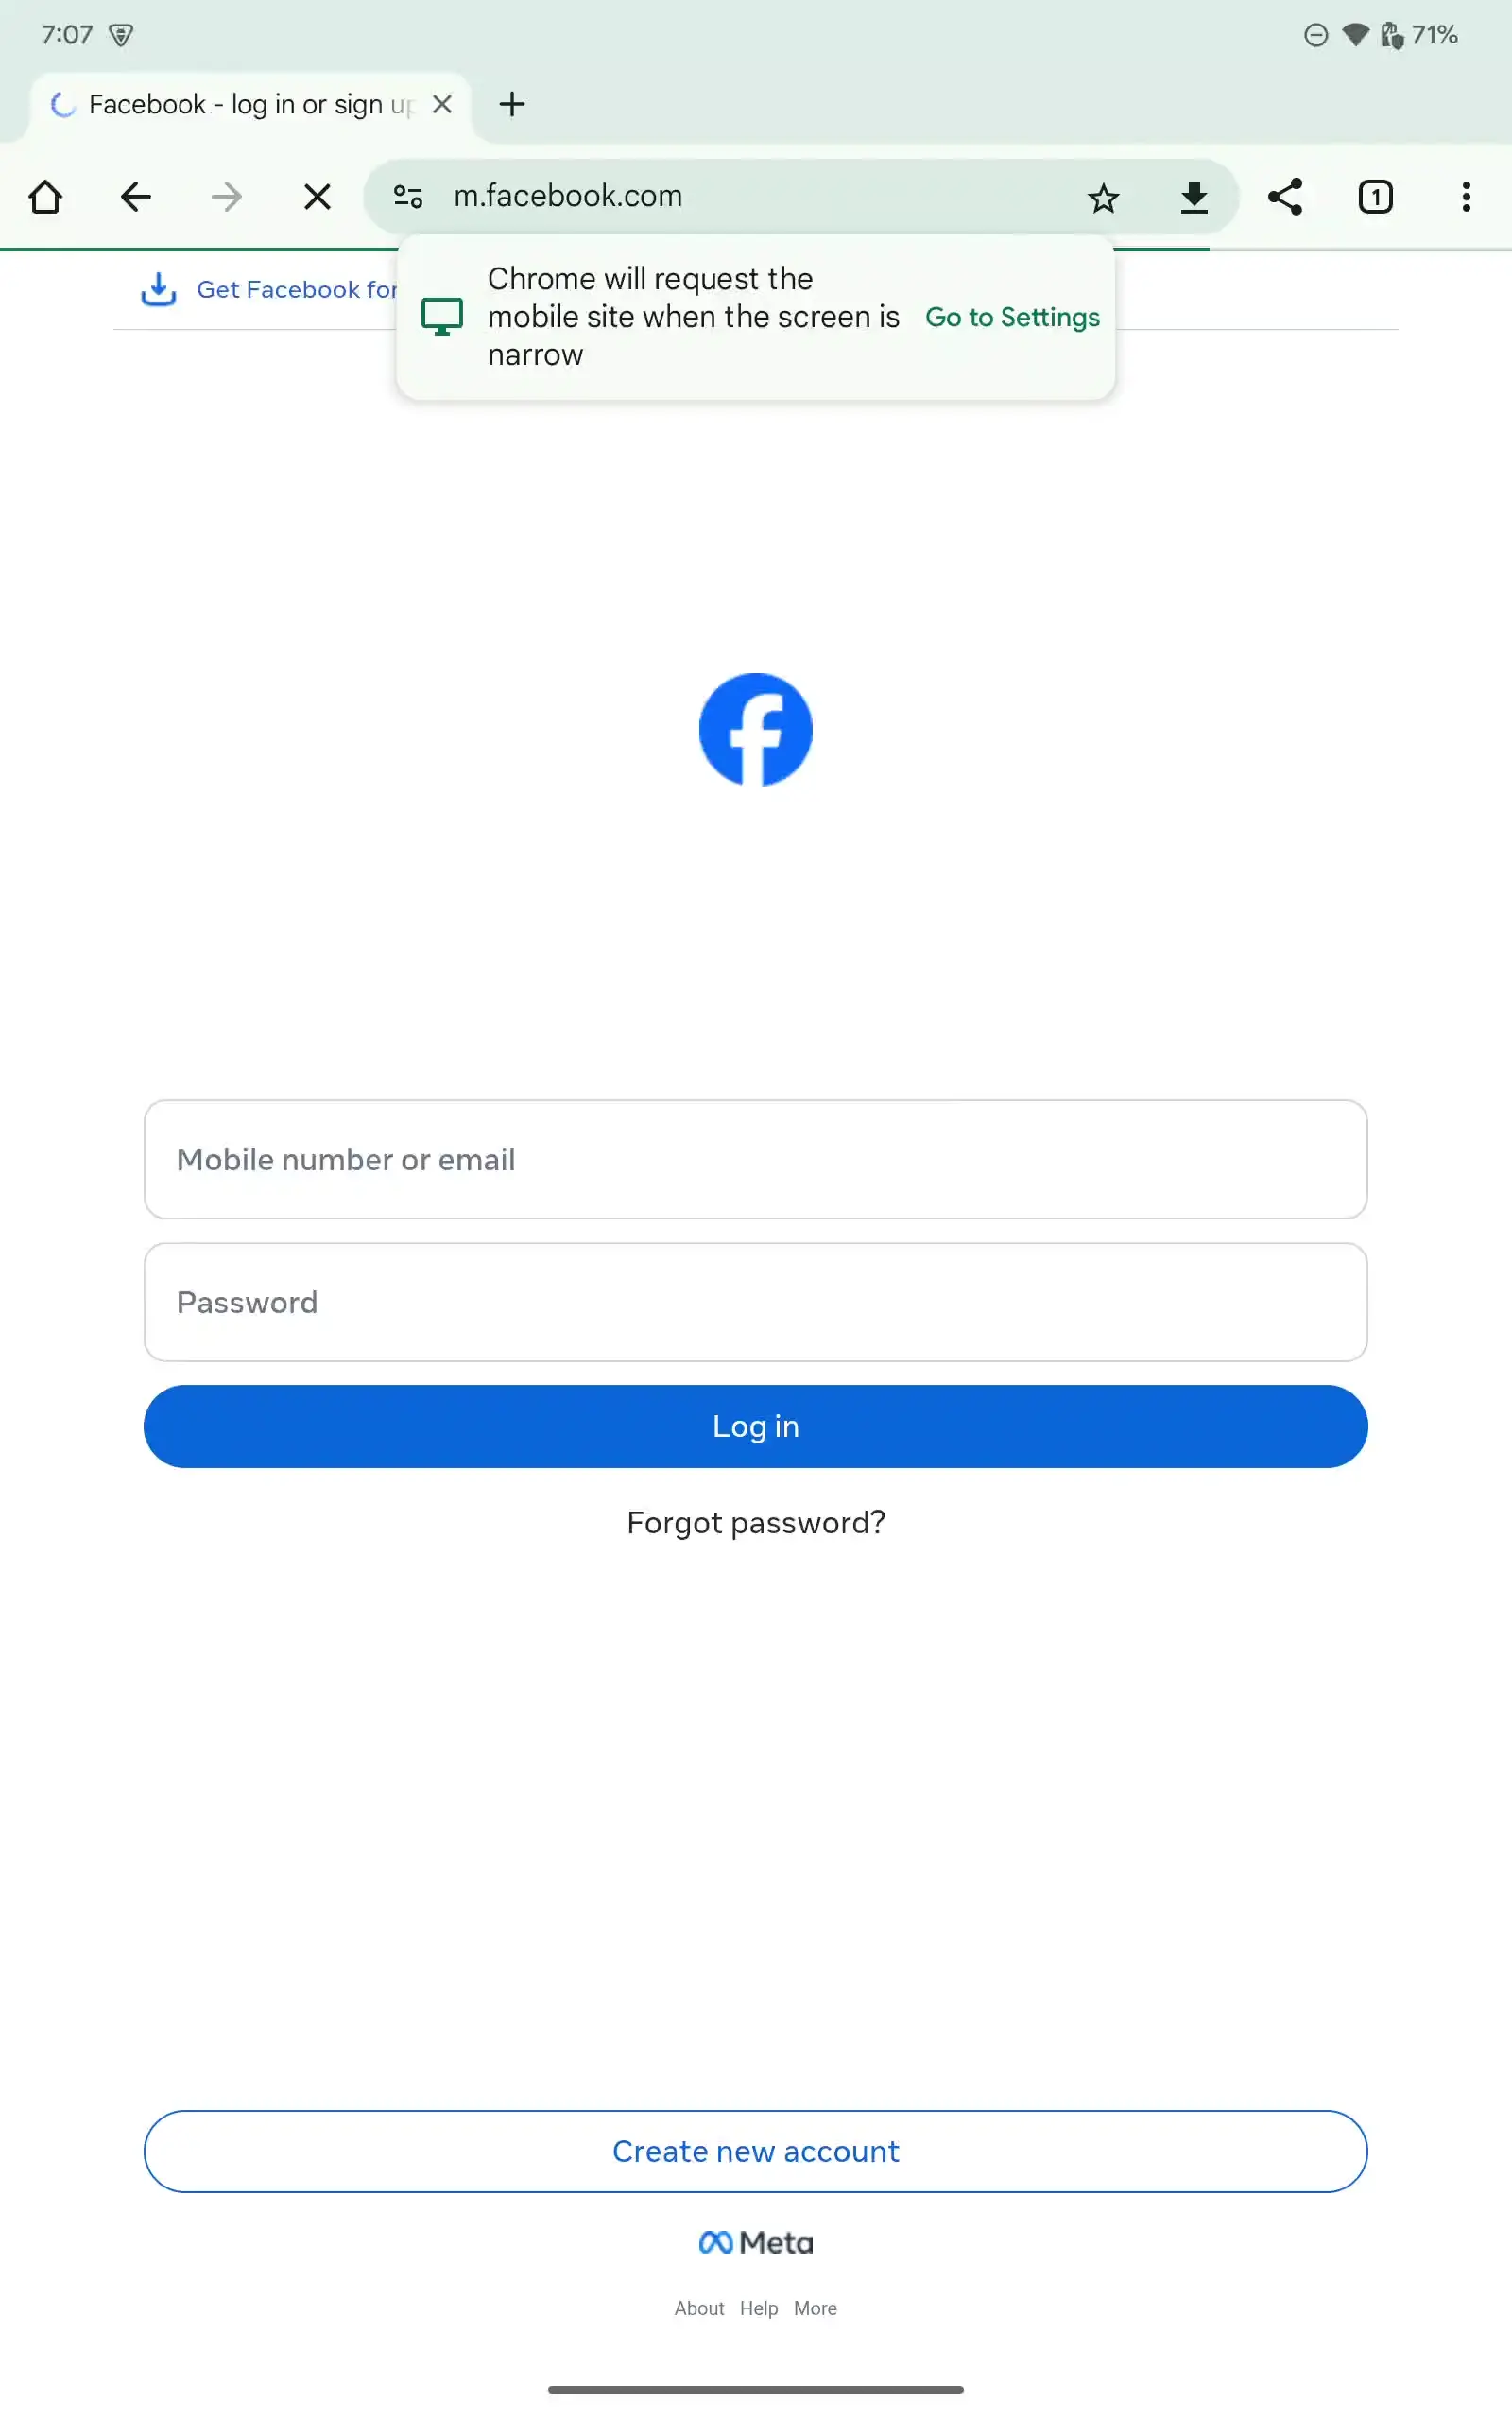 7:07
71%
Facebook - log in or sign up
m.facebook.com
1
Get Facebook for
Chrome will request the
mobile site when the screen is
narrow
Go to Settings
Mobile number or email
Password
Log in
Forgot password?
Create new account
Meta
About Help More